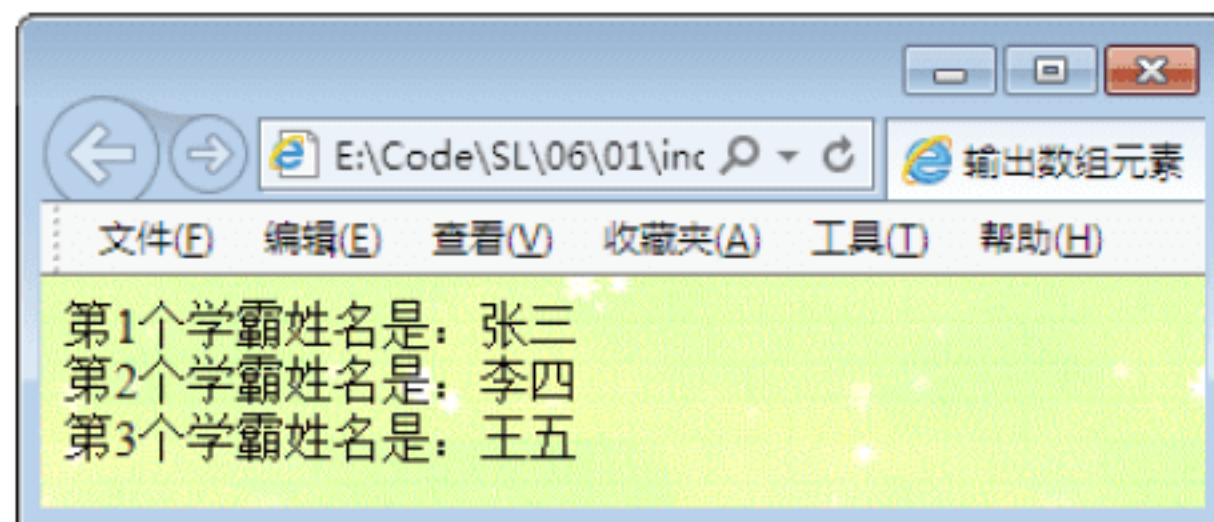 E:\Code\SL\06\01\inc
输出数组元素
文件(F) 编辑(E) 查看(V) 收藏夹(A) 工具(T) 帮助(H)
第1个学霸姓名是：张三
第2个学霸姓名是：李四
第3个学霸姓名是：王五